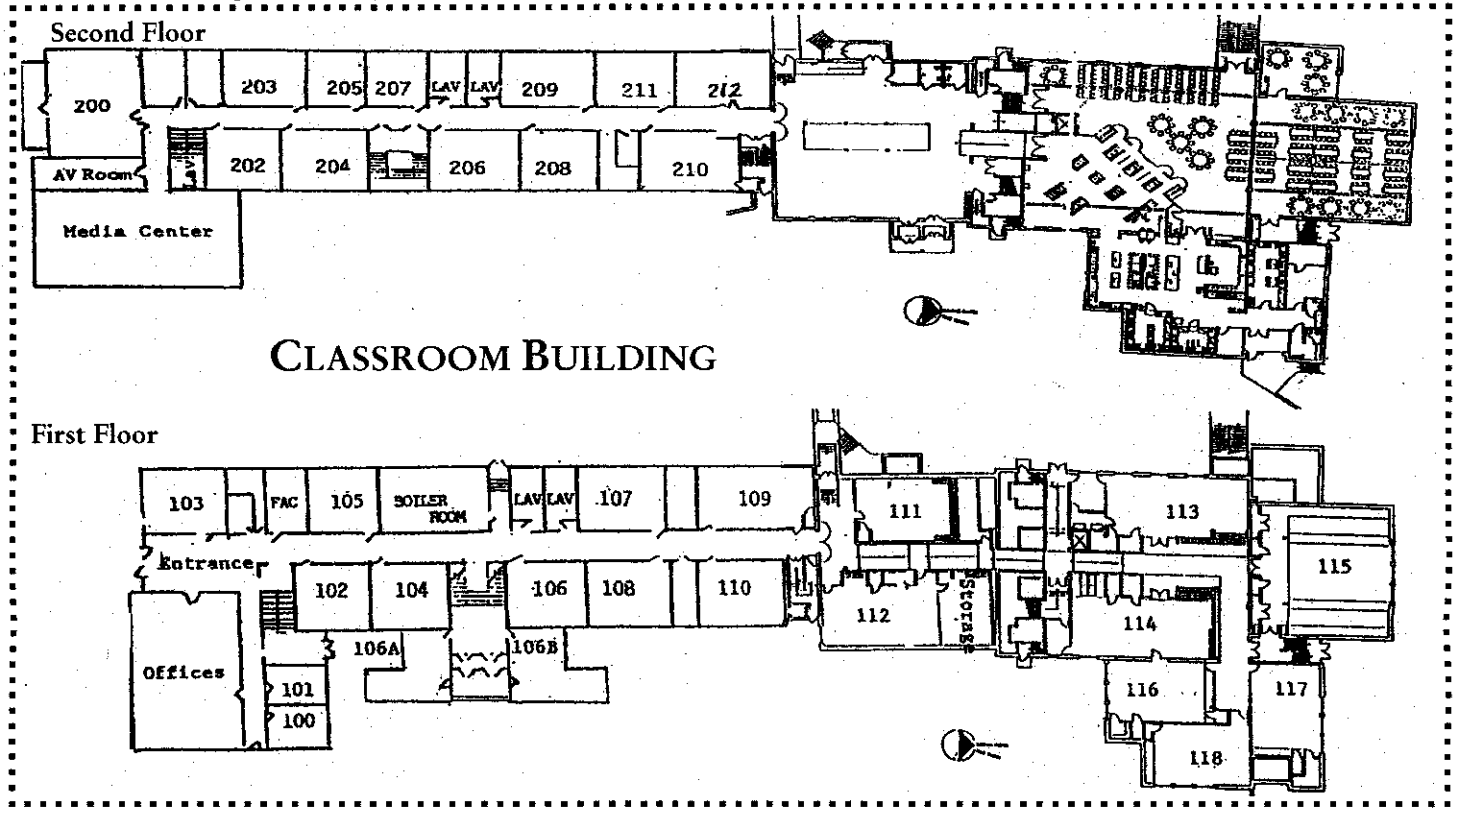 Second Floor
200
203
205
207
LAV
LAV
209
211
212
AV Room
LAV
202
204
206
208
210
Media Center
CLASSROOM BUILDING
First Floor
103
FAC
105
BOILER
ROOM
LAV
LAV
107
109
111
113
115
Entrance
102
104
106
108
110
112
Storage
114
106A
106B
Offices
101
100
116
117
118